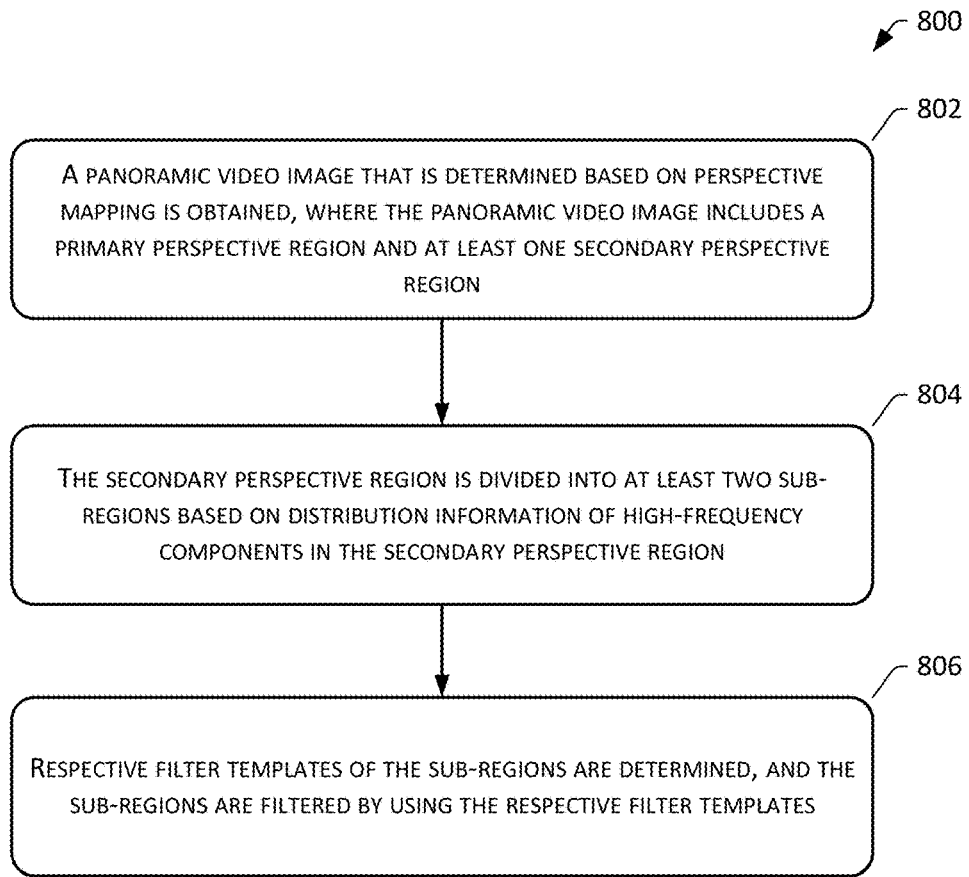 800
802
A PANORAMIC VIDEO IMAGE THAT IS DETERMINED BASED ON PERSPECTIVE
MAPPING IS OBTAINED, WHERE THE PANORAMIC VIDEO IMAGE INCLUDES A
PRIMARY PERSPECTIVE REGION AND AT LEAST ONE SECONDARY PERSPECTIVE
REGION
804
THE SECONDARY PERSPECTIVE REGION IS DIVIDED INTO AT LEAST TWO SUB-
REGIONS BASED ON DISTRIBUTION INFORMATION OF HIGH-FREQUENCY
COMPONENTS IN THE SECONDARY PERSPECTIVE REGION
806
RESPECTIVE FILTER TEMPLATES OF THE SUB-REGIONS ARE DETERMINED, AND THE
SUB-REGIONS ARE FILTERED BY USING THE RESPECTIVE FILTER TEMPLATES